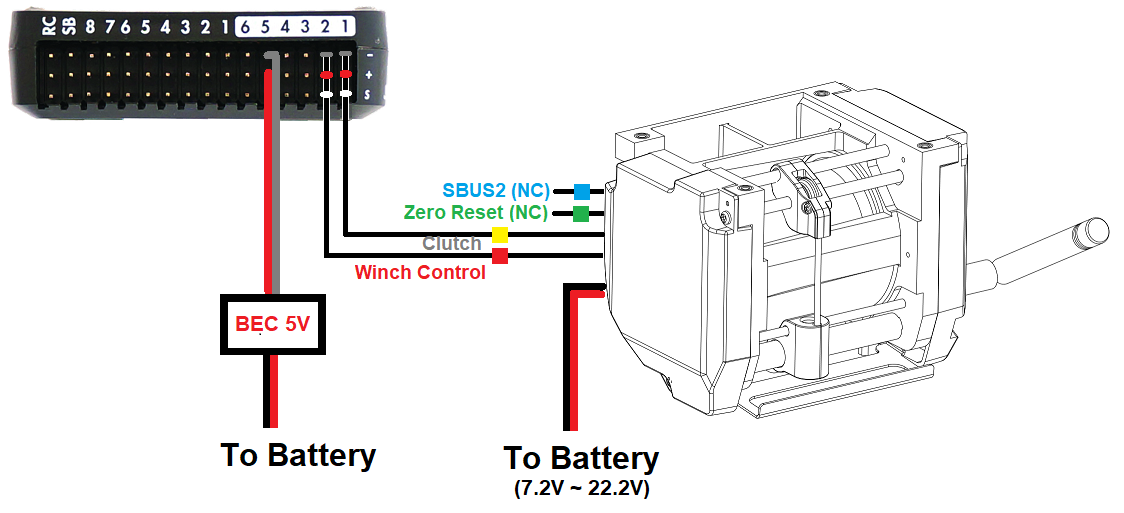 RC SB 8 7 6 5 4 3 2 1 6 5 4 3 2 1
-
+
S
SBUS2 (NC)
Zero Reset (NC)
Clutch
Winch Control
BEC 5V
To Battery
To Battery
(7.2V ~ 22.2V)